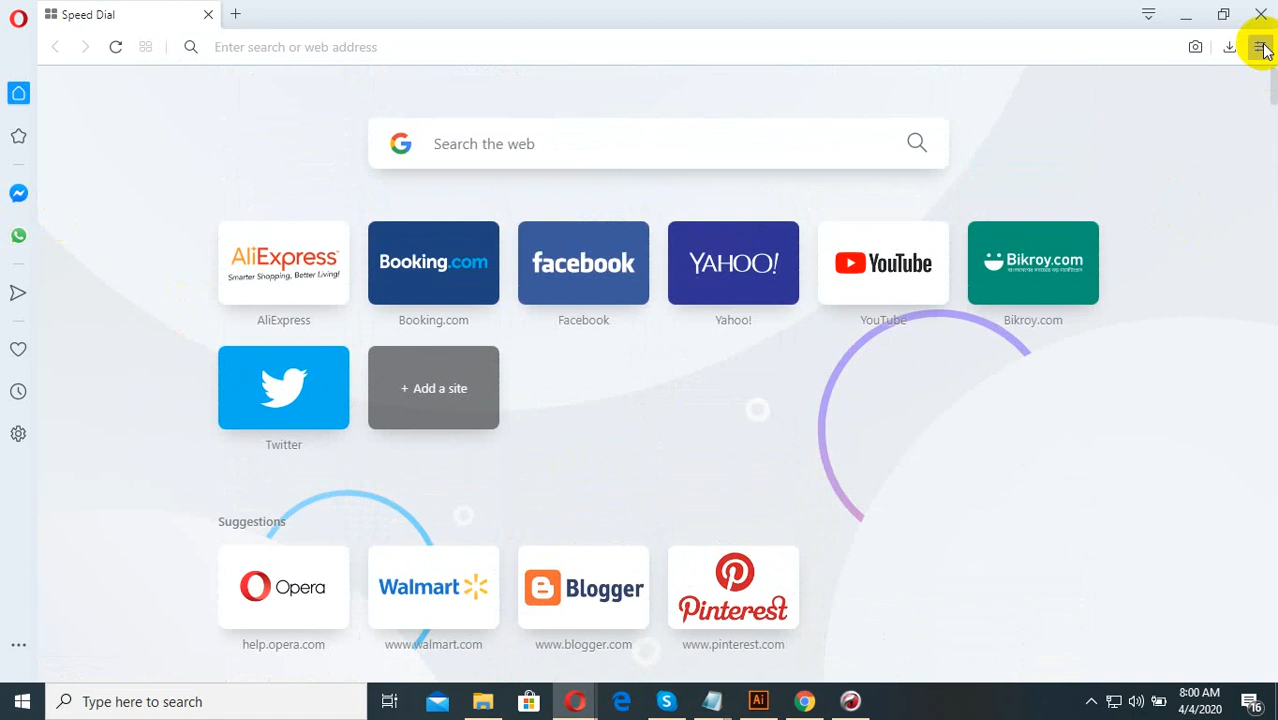 Speed Dial
Enter search or web address
Search the web
AliExpress
Smarter Shopping, Better Living!
Booking.com
facebook
YAHOO!
YouTube
Bikroy.com
AliExpress
Booking.com
Facebook
Yahoo!
YouTube
Bikroy.com
+ Add a site
Twitter
Suggestions
Opera
Walmart
Blogger
Pinterest
help.opera.com
www.walmart.com
www.blogger.com
www.pinterest.com
Type here to search
Ai
8:00 AM
4/4/2020
16